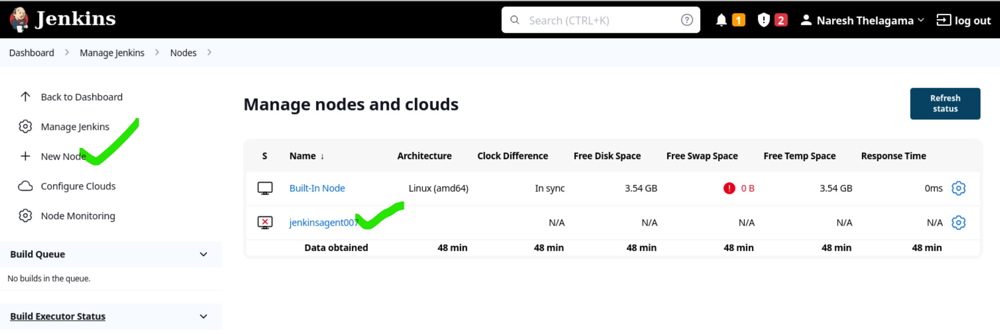 Jenkins
Search (CTRL+K)
?
1
!
2
Naresh Thelagama
log out
Dashboard
Manage Jenkins
Nodes
Back to Dashboard
Manage Jenkins
New Node
Configure Clouds
Node Monitoring
Build Queue
No builds in the queue.
Build Executor Status
Manage nodes and clouds
Refresh
status
S Name ↓ Architecture Clock Difference Free Disk Space Free Swap Space Free Temp Space Response Time
Built-In Node Linux (amd64) In sync 3.54 GB ! 0 B 3.54 GB 0ms
jenkinsagent007 N/A N/A N/A N/A N/A
Data obtained 48 min 48 min 48 min 48 min 48 min 48 min